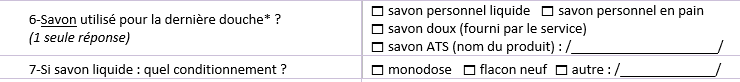 6-Savon utilisé pour la dernière douche* ?
(1 seule réponse)
☐ savon personnel liquide ☐ savon personnel en pain
☐ savon doux (fourni par le service)
☐ savon ATS (nom du produit) : /____________________/
7-Si savon liquide : quel conditionnement ?
☐ monodose ☐ flacon neuf ☐ autre : /_____________/